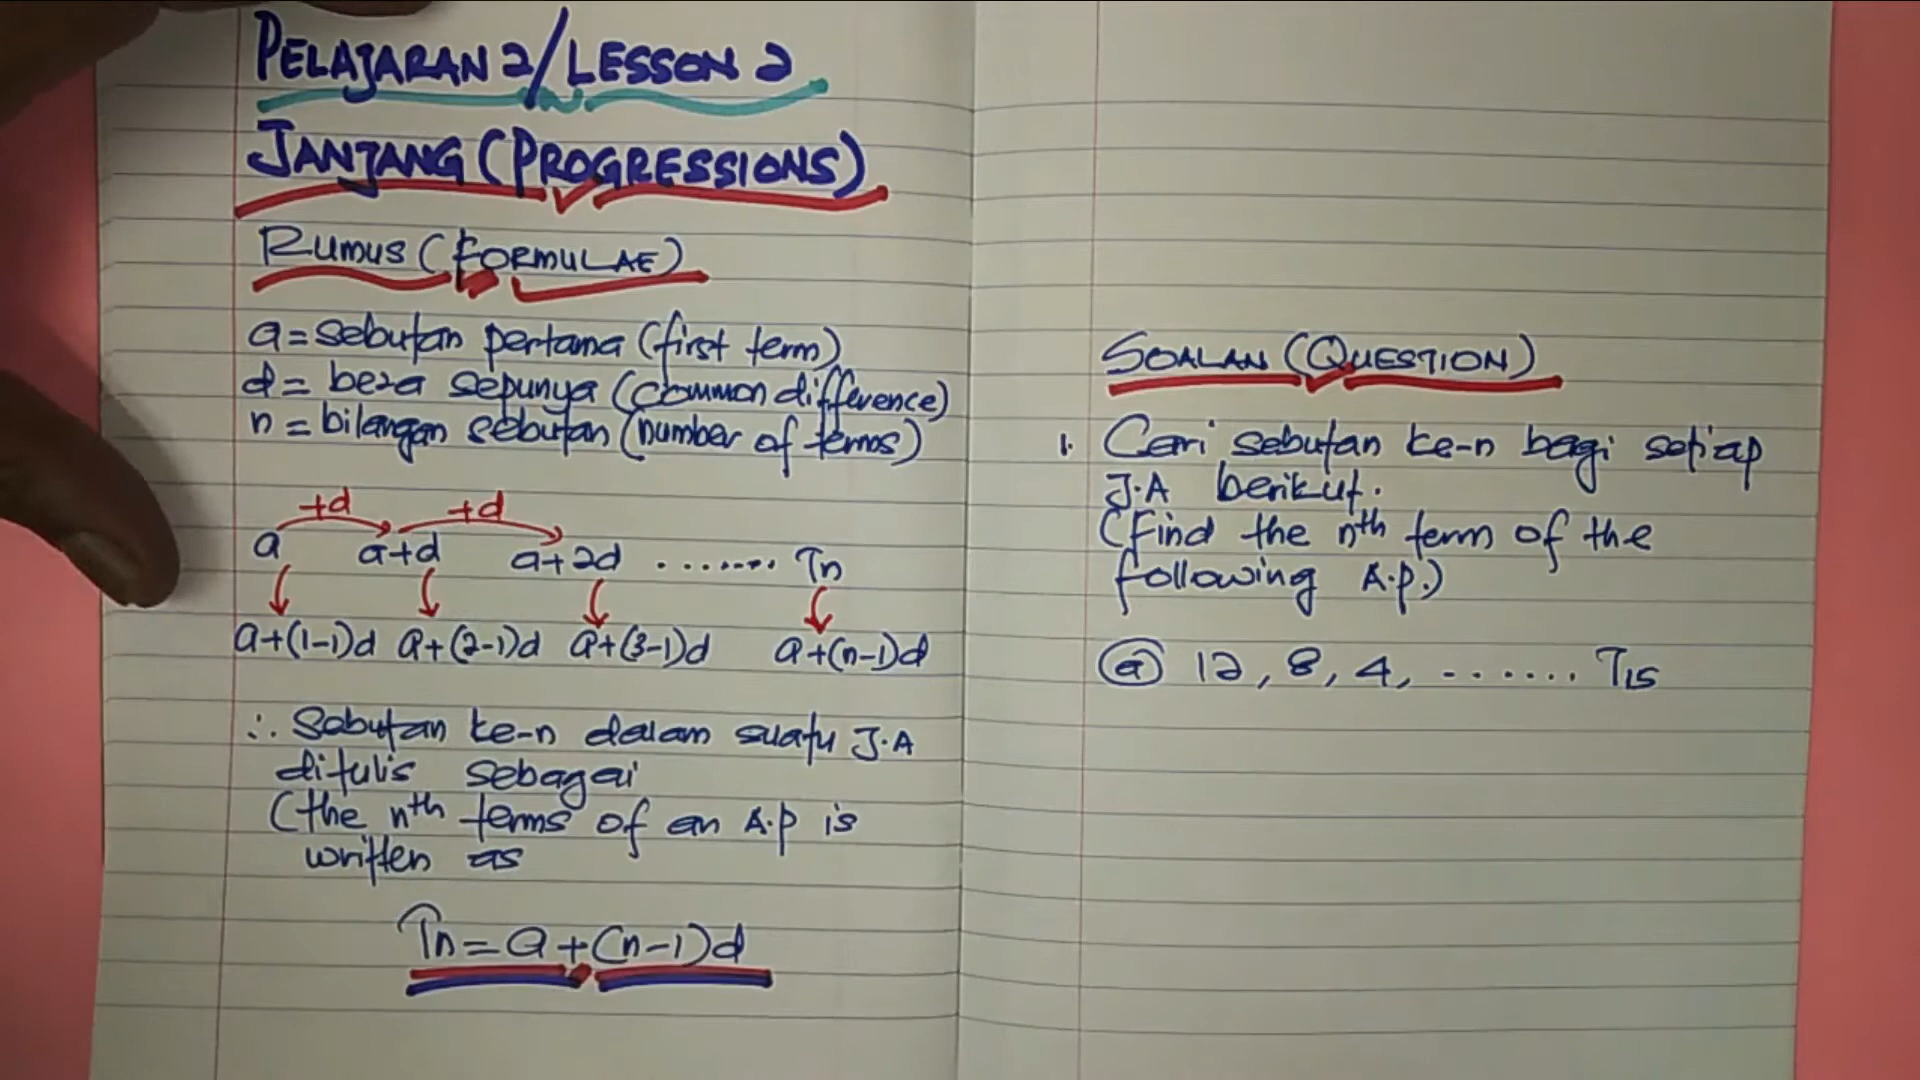 PELAJARAN 2/LESSON 2
JANJANG (PROGRESSIONS)
RUMUS (FORMULAE)
a = sebutan pertama (first term)
d = beza sepunya (common difference)
n = bilangan sebutan (number of terms)
+d +d
a a+d a+2d ........ Tn
a+(1-1)d a+(2-1)d a+(3-1)d a+(n-1)d
∴ Sebutan ke-n dalam suatu J.A
ditulis sebagai
(the nth terms of an A.P is
written as
Tn = a+(n-1)d
SOALAN (QUESTION)
1. Cari sebutan ke-n bagi setiap
J.A berikut.
(Find the nth term of the
following A.p.)
(a) 12, 8, 4, ....... T15